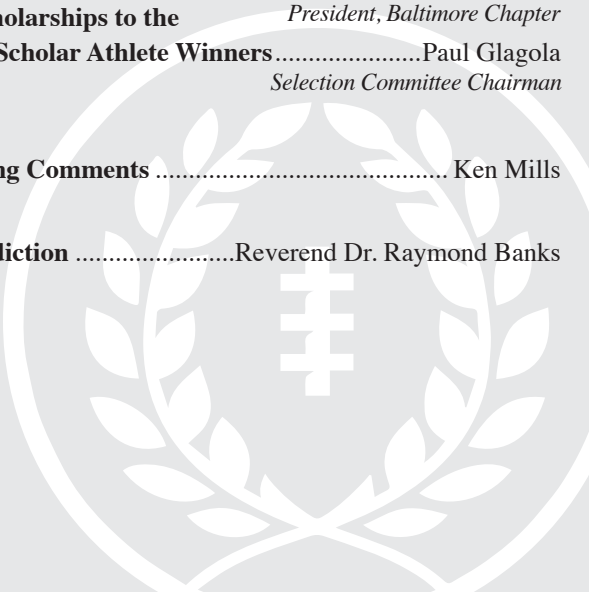 olarships to the President, Baltimore Chapter
Scholar Athlete Winners......................Paul Glagola
Selection Committee Chairman
ng Comments ............................................ Ken Mills
diction ........................Reverend Dr. Raymond Banks